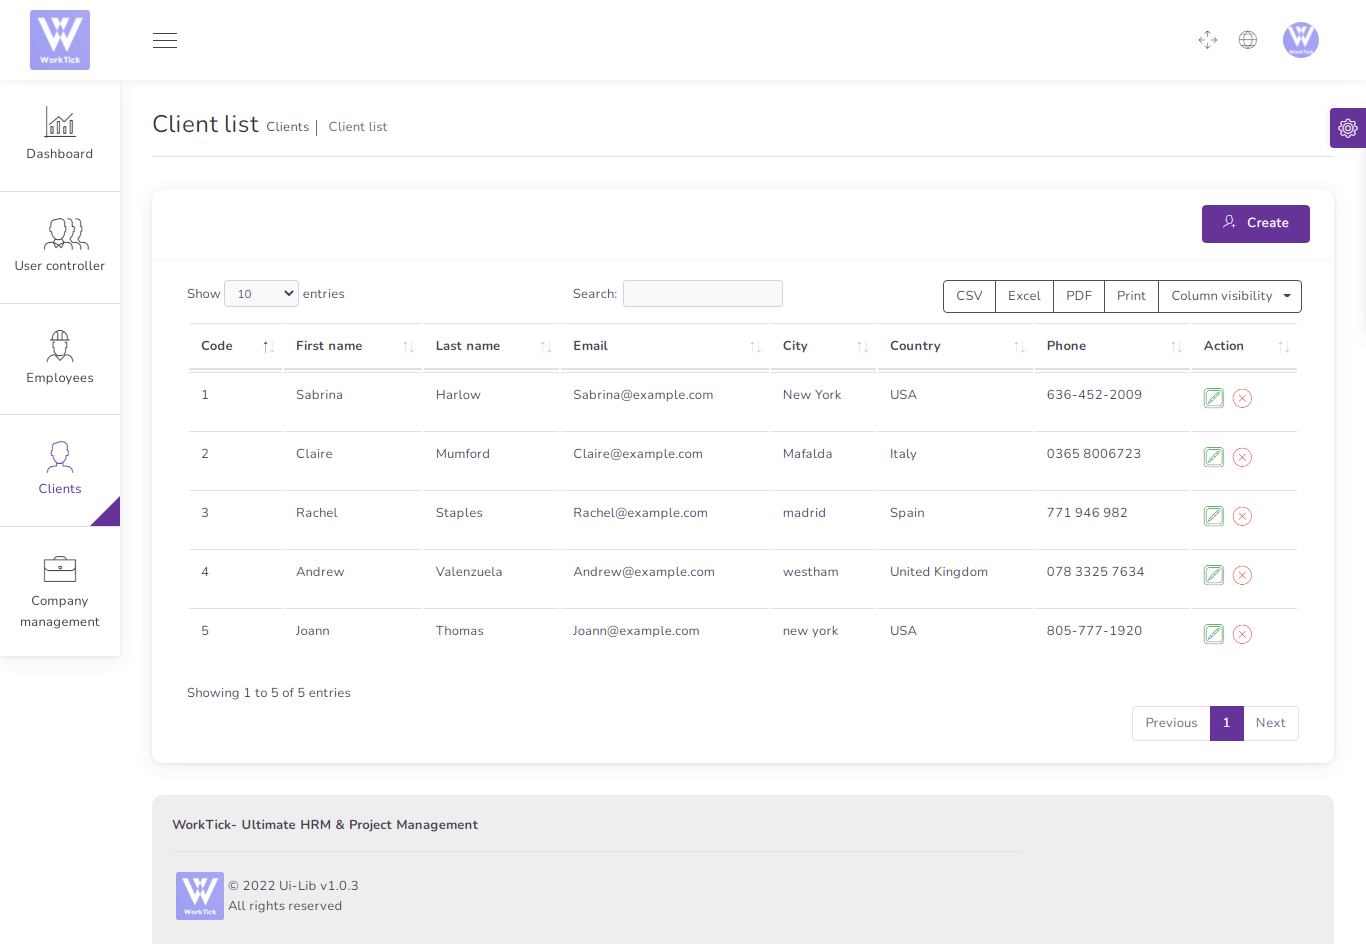 WorkTick
WorkTick
Dashboard
User controller
Employees
Clients
Company
management
Client list Clients | Client list
Create
Show 10 entries Search: CSV Excel PDF Print Column visibility
Code First name Last name Email City Country Phone Action
1 Sabrina Harlow Sabrina@example.com New York USA 636-452-2009
2 Claire Mumford Claire@example.com Mafalda Italy 0365 8006723
3 Rachel Staples Rachel@example.com madrid Spain 771 946 982
4 Andrew Valenzuela Andrew@example.com westham United Kingdom 078 3325 7634
5 Joann Thomas Joann@example.com new york USA 805-777-1920
Showing 1 to 5 of 5 entries
Previous 1 Next
WorkTick- Ultimate HRM & Project Management
WorkTick
© 2022 Ui-Lib v1.0.3
All rights reserved